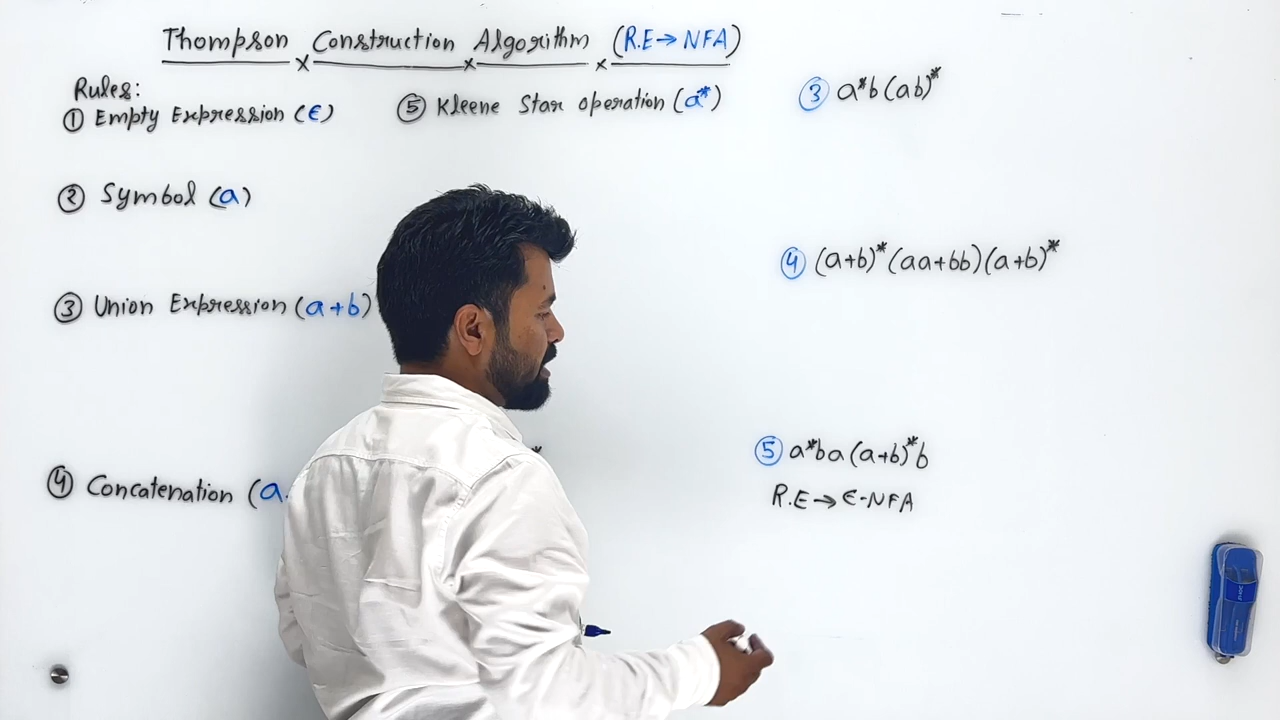 Thompson Construction Algorithm (R.E→NFA)
Rules:
① Empty Expression (ϵ)
② Symbol (a)
③ Union Expression (a+b)
④ Concatenation (a.
⑤ Kleene Star operation (a*)
*
③ a*b(ab)*
④ (a+b)*(aa+bb)(a+b)*
⑤ a*ba(a+b)*b
R.E→ϵ-NFA